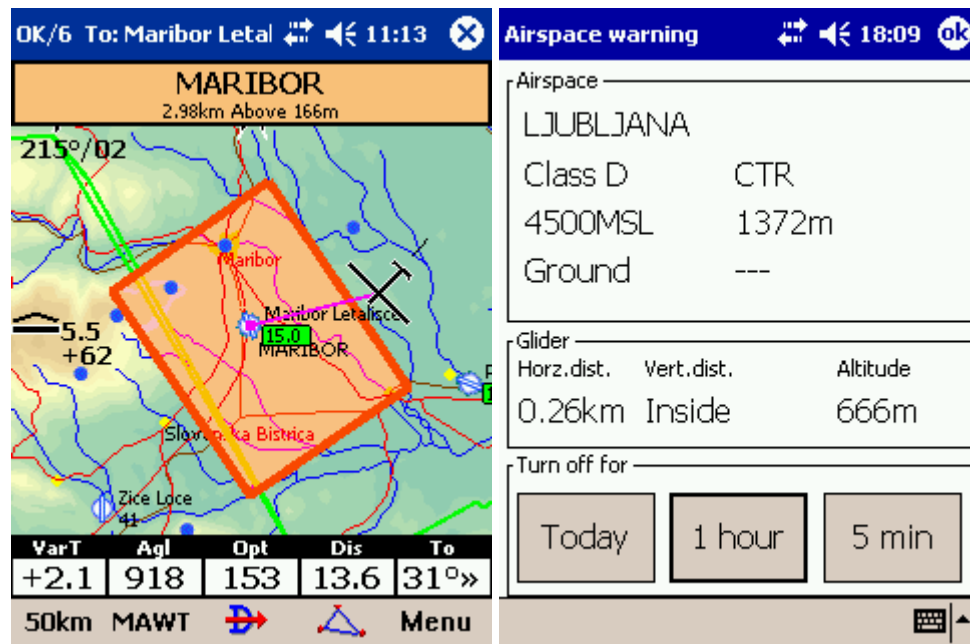 OK/6 To: Maribor Letal 11:13
MARIBOR
2.98km Above 166m
215°/02
Maribor
Maribor Letalisce
15.0
MARIBOR
5.5
+62
Slovenska Bistrica
Zice Loce
41
VarT Agl Opt Dis To
+2.1 918 153 13.6 31°»
50km MAWT D Menu
Airspace warning 18:09 ok
Airspace
LJUBLJANA
Class D CTR
4500MSL 1372m
Ground ---
Glider
Horz.dist. Vert.dist. Altitude
0.26km Inside 666m
Turn off for
Today 1 hour 5 min